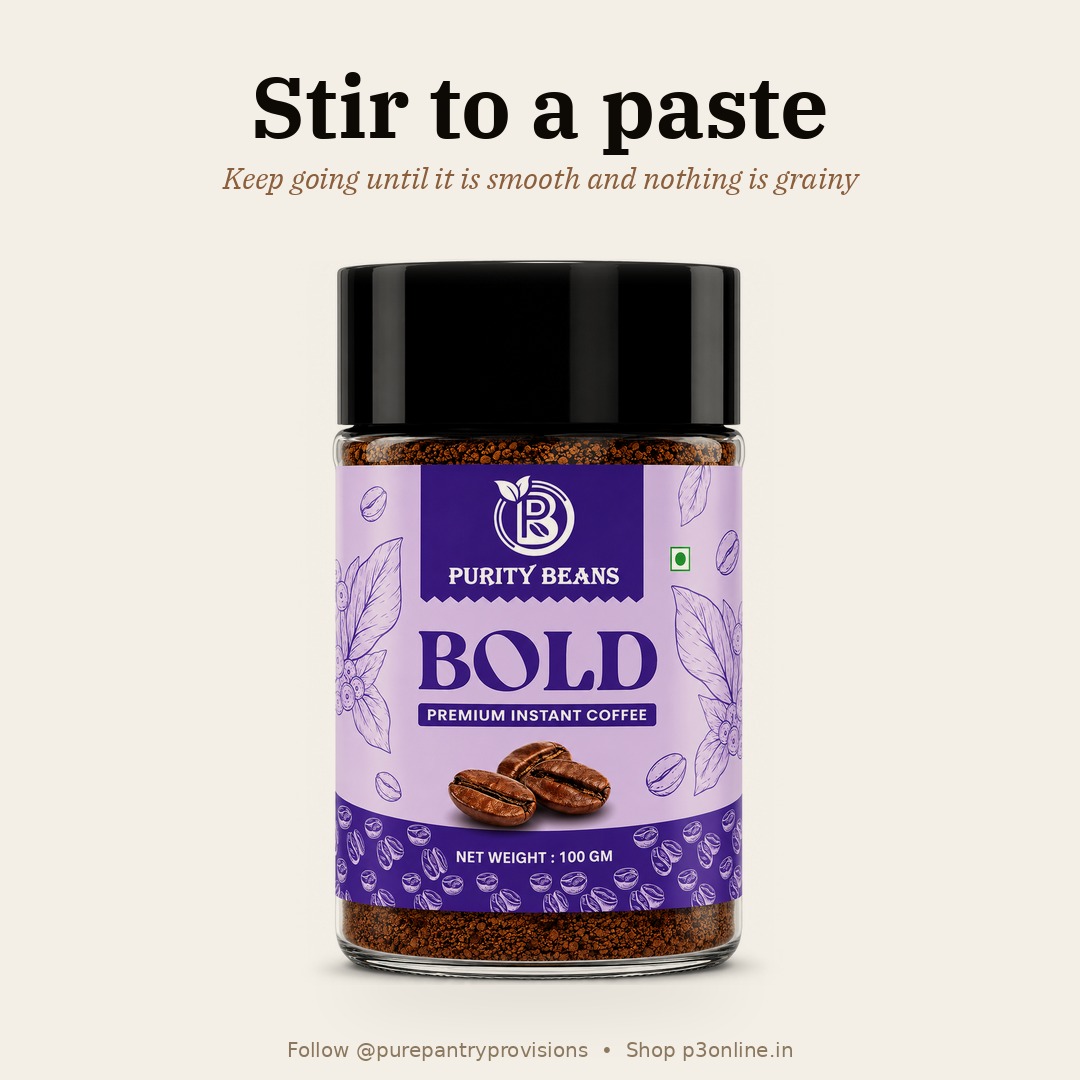 Stir to a paste
Keep going until it is smooth and nothing is grainy
PURITY BEANS
BOLD
PREMIUM INSTANT COFFEE
NET WEIGHT : 100 GM
Follow @purepantryprovisions • Shop p3online.in